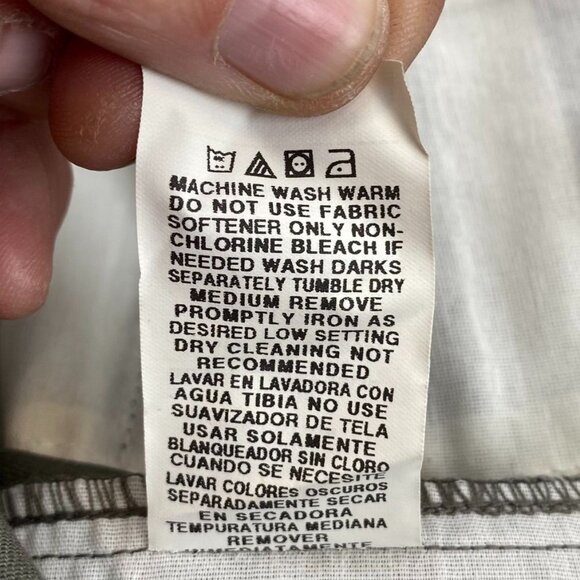 MACHINE WASH WARM
DO NOT USE FABRIC
SOFTENER ONLY NON-
CHLORINE BLEACH IF
NEEDED WASH DARKS
SEPARATELY TUMBLE DRY
MEDIUM REMOVE
PROMPTLY IRON AS
DESIRED LOW SETTING
DRY CLEANING NOT
RECOMMENDED
LAVAR EN LAVADORA CON
AGUA TIBIA NO USE
SUAVIZADOR DE TELA
USAR SOLAMENTE
BLANQUEADOR SIN CLORO
CUANDO SE NECESITE
LAVAR COLORES OSCUROS
SEPARADAMENTE SECAR
EN SECADORA
TEMPURATURA MEDIANA
REMOVER
INMEDIATAMENTE